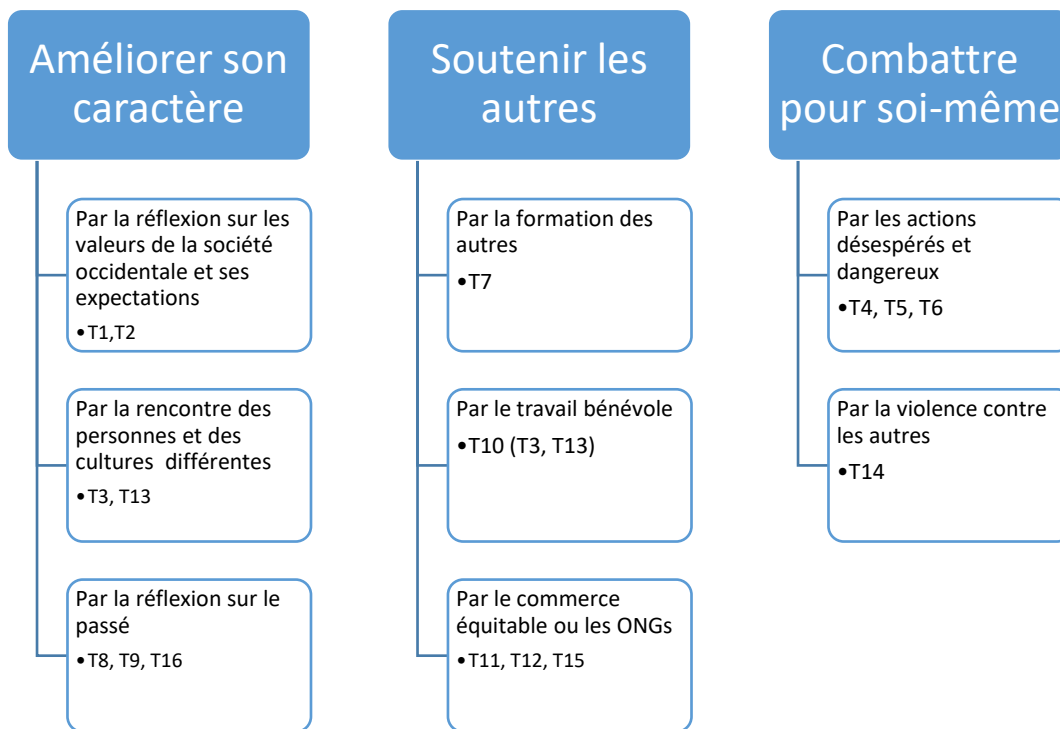 Améliorer son
caractère
Par la réflexion sur les
valeurs de la société
occidentale et ses
expectations
•T1,T2
Par la rencontre des
personnes et des
cultures différentes
•T3, T13
Par la réflexion sur le
passé
•T8, T9, T16
Soutenir les
autres
Par la formation des
autres
•T7
Par le travail bénévole
•T10 (T3, T13)
Par le commerce
équitable ou les ONGs
•T11, T12, T15
Combattre
pour soi-même
Par les actions
désespérés et
dangereux
•T4, T5, T6
Par la violence contre
les autres
•T14